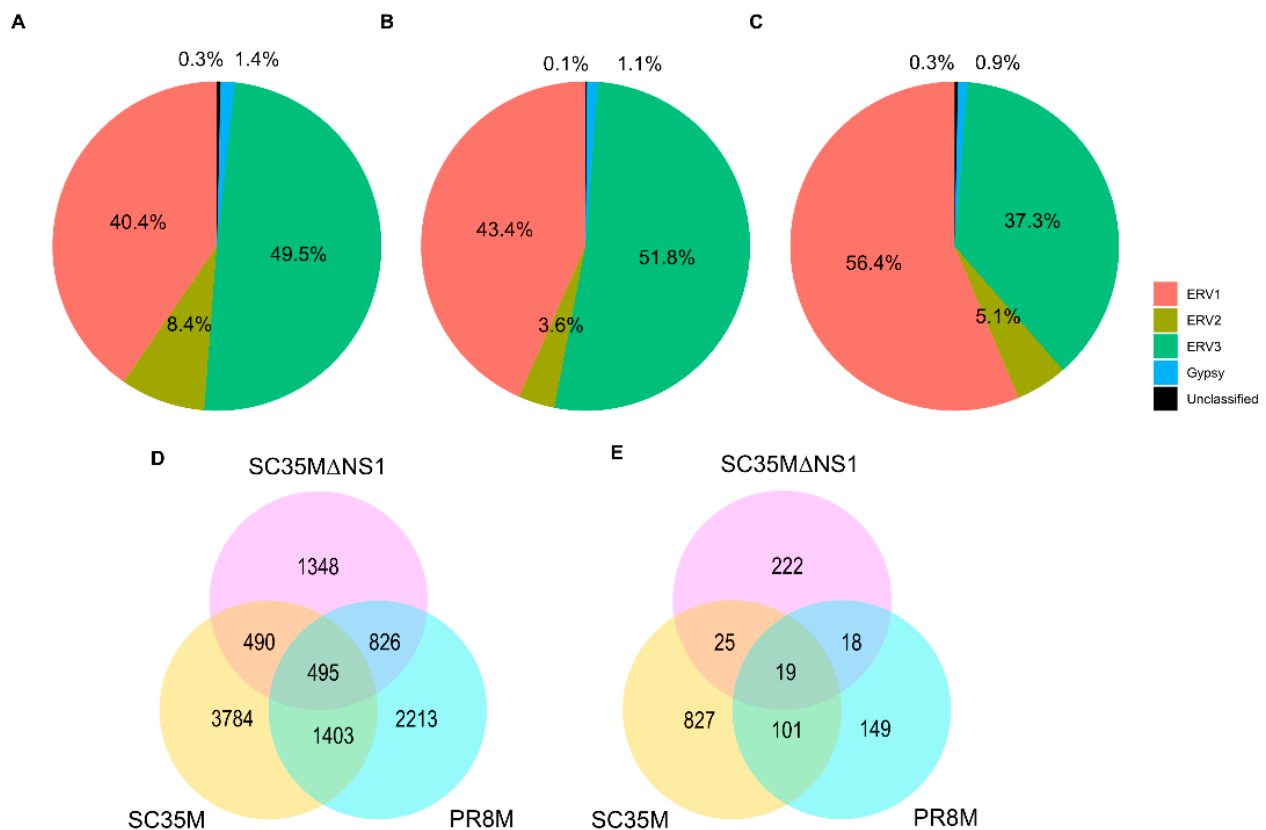 A
B
C
0.3% 1.4%
0.1% 1.1%
0.3% 0.9%
40.4%
49.5%
8.4%
43.4%
51.8%
3.6%
56.4%
37.3%
5.1%
ERV1
ERV2
ERV3
Gypsy
Unclassified
D
SC35MΔNS1
1348
490
826
495
3784
1403
2213
SC35M
PR8M
E
SC35MΔNS1
222
25
18
19
827
101
149
SC35M
PR8M